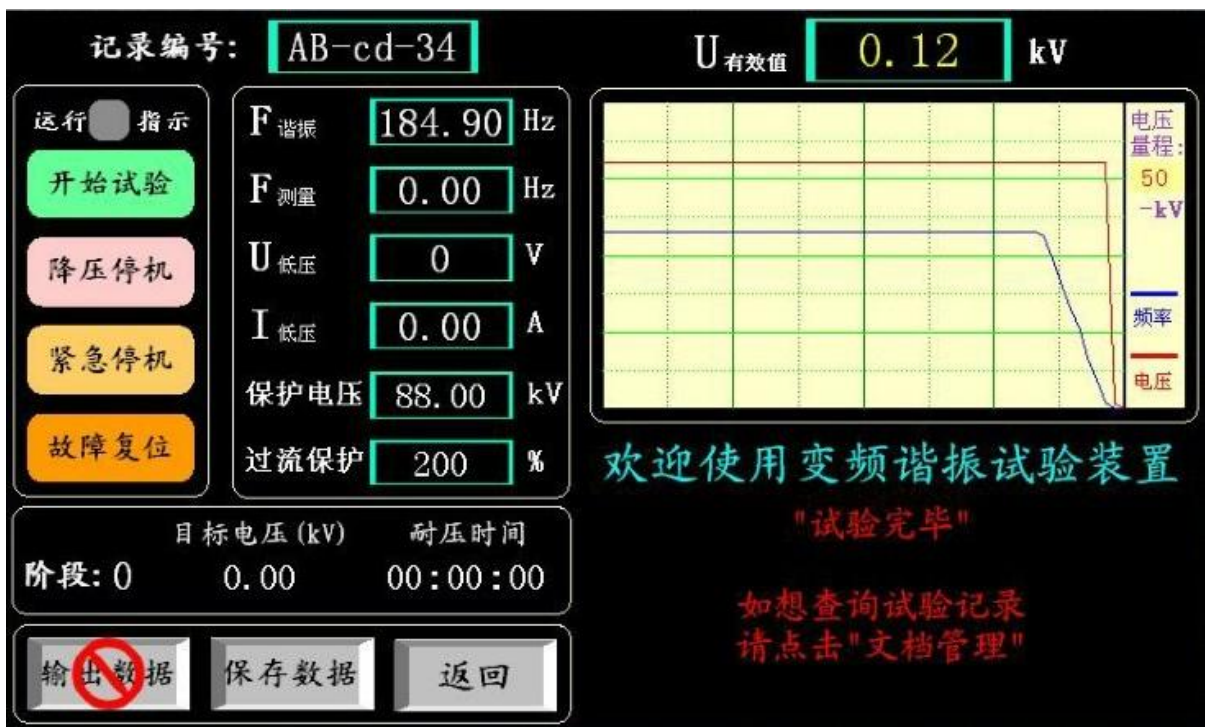 记录编号: AB-cd-34
U有效值 0.12 kV
运行 指示
开始试验
降压停机
紧急停机
故障复位
F谐振 184.90 Hz
F测量 0.00 Hz
U低压 0 V
I低压 0.00 A
保护电压 88.00 kV
过流保护 200 %
电压
量程:
50
-kV
频率
电压
欢迎使用变频谐振试验装置
"试验完毕"
如想查询试验记录
请点击"文档管理"
目标电压(kV) 耐压时间
阶段: 0 0.00 00:00:00
输出数据 保存数据 返回